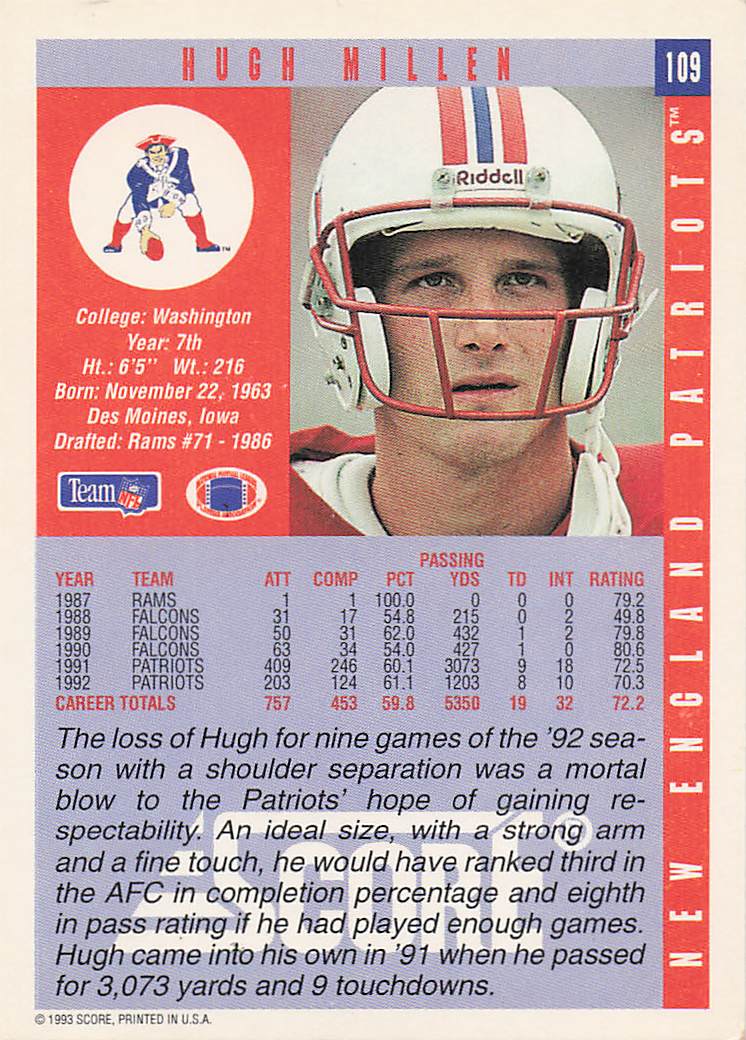 HUGH MILLEN
109
NEW ENGLAND PATRIOTS™
Riddell
TM
College: Washington
Year: 7th
Ht.: 6'5" Wt.: 216
Born: November 22, 1963
Des Moines, Iowa
Drafted: Rams #71 - 1986
Team NFL
PASSING
YEAR TEAM ATT COMP PCT YDS TD INT RATING
1987 RAMS 1 1 100.0 0 0 0 79.2
1988 FALCONS 31 17 54.8 215 0 2 49.8
1989 FALCONS 50 31 62.0 432 1 2 79.8
1990 FALCONS 63 34 54.0 427 1 0 80.6
1991 PATRIOTS 409 246 60.1 3073 9 18 72.5
1992 PATRIOTS 203 124 61.1 1203 8 10 70.3
CAREER TOTALS 757 453 59.8 5350 19 32 72.2
The loss of Hugh for nine games of the '92 sea-
son with a shoulder separation was a mortal
blow to the Patriots' hope of gaining re-
spectability. An ideal size, with a strong arm
and a fine touch, he would have ranked third in
the AFC in completion percentage and eighth
in pass rating if he had played enough games.
Hugh came into his own in '91 when he passed
for 3,073 yards and 9 touchdowns.
SCORE®
© 1993 SCORE, PRINTED IN U.S.A.